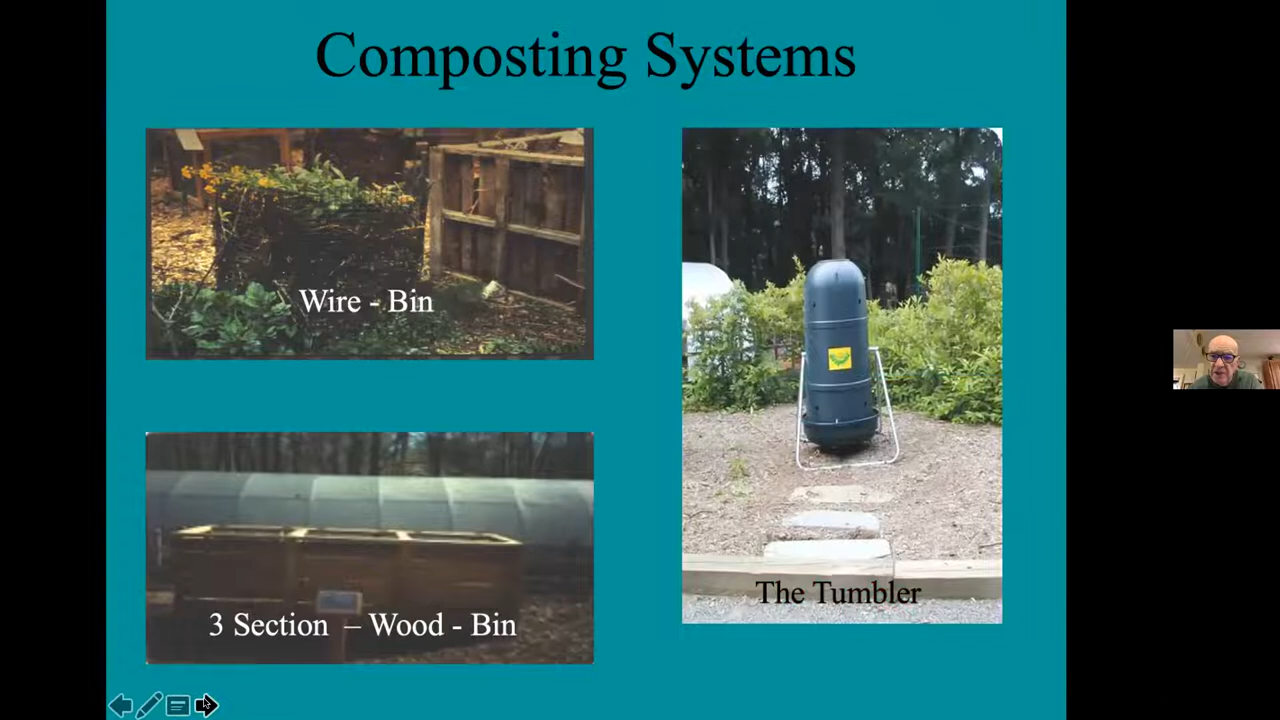 Composting Systems
Wire - Bin
3 Section – Wood - Bin
The Tumbler